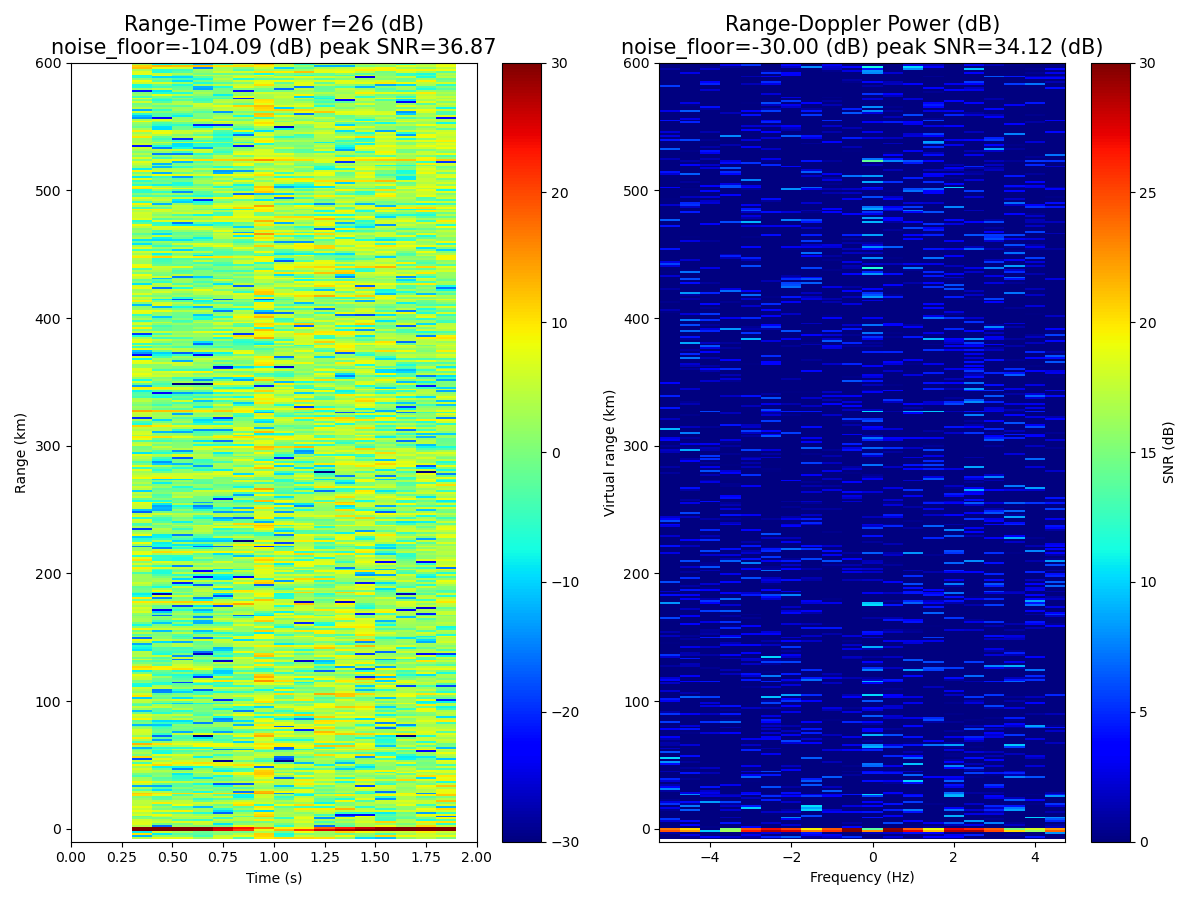 Range-Time Power f=26 (dB)
noise_floor=-104.09 (dB) peak SNR=36.87
Range (km)
600
500
400
300
200
100
0
0.00 0.25 0.50 0.75 1.00 1.25 1.50 1.75 2.00
Time (s)
30
20
10
0
−10
−20
−30
Range-Doppler Power (dB)
noise_floor=-30.00 (dB) peak SNR=34.12 (dB)
Virtual range (km)
600
500
400
300
200
100
0
−4 −2 0 2 4
Frequency (Hz)
30
25
20
15
10
5
0
SNR (dB)